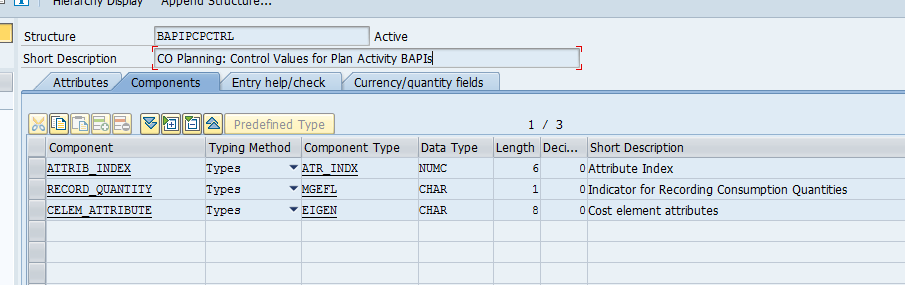 Hierarchy Display Append Structure...
Structure BAPIPCPCTRL Active
Short Description CO Planning: Control Values for Plan Activity BAPIs
Attributes Components Entry help/check Currency/quantity fields
Predefined Type 1 / 3
Component Typing Method Component Type Data Type Length Deci... Short Description
ATTRIB_INDEX Types ATR_INDX NUMC 6 0 Attribute Index
RECORD_QUANTITY Types MGEFL CHAR 1 0 Indicator for Recording Consumption Quantities
CELEM_ATTRIBUTE Types EIGEN CHAR 8 0 Cost element attributes